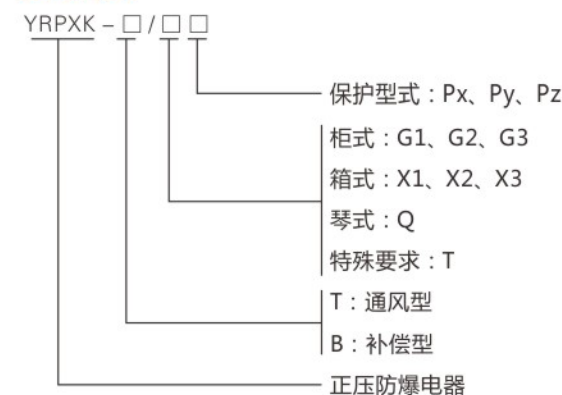 YRPXK - □ / □ □
保护型式：Px、Py、Pz
柜式：G1、G2、G3
箱式：X1、X2、X3
琴式：Q
特殊要求：T
T：通风型
B：补偿型
正压防爆电器